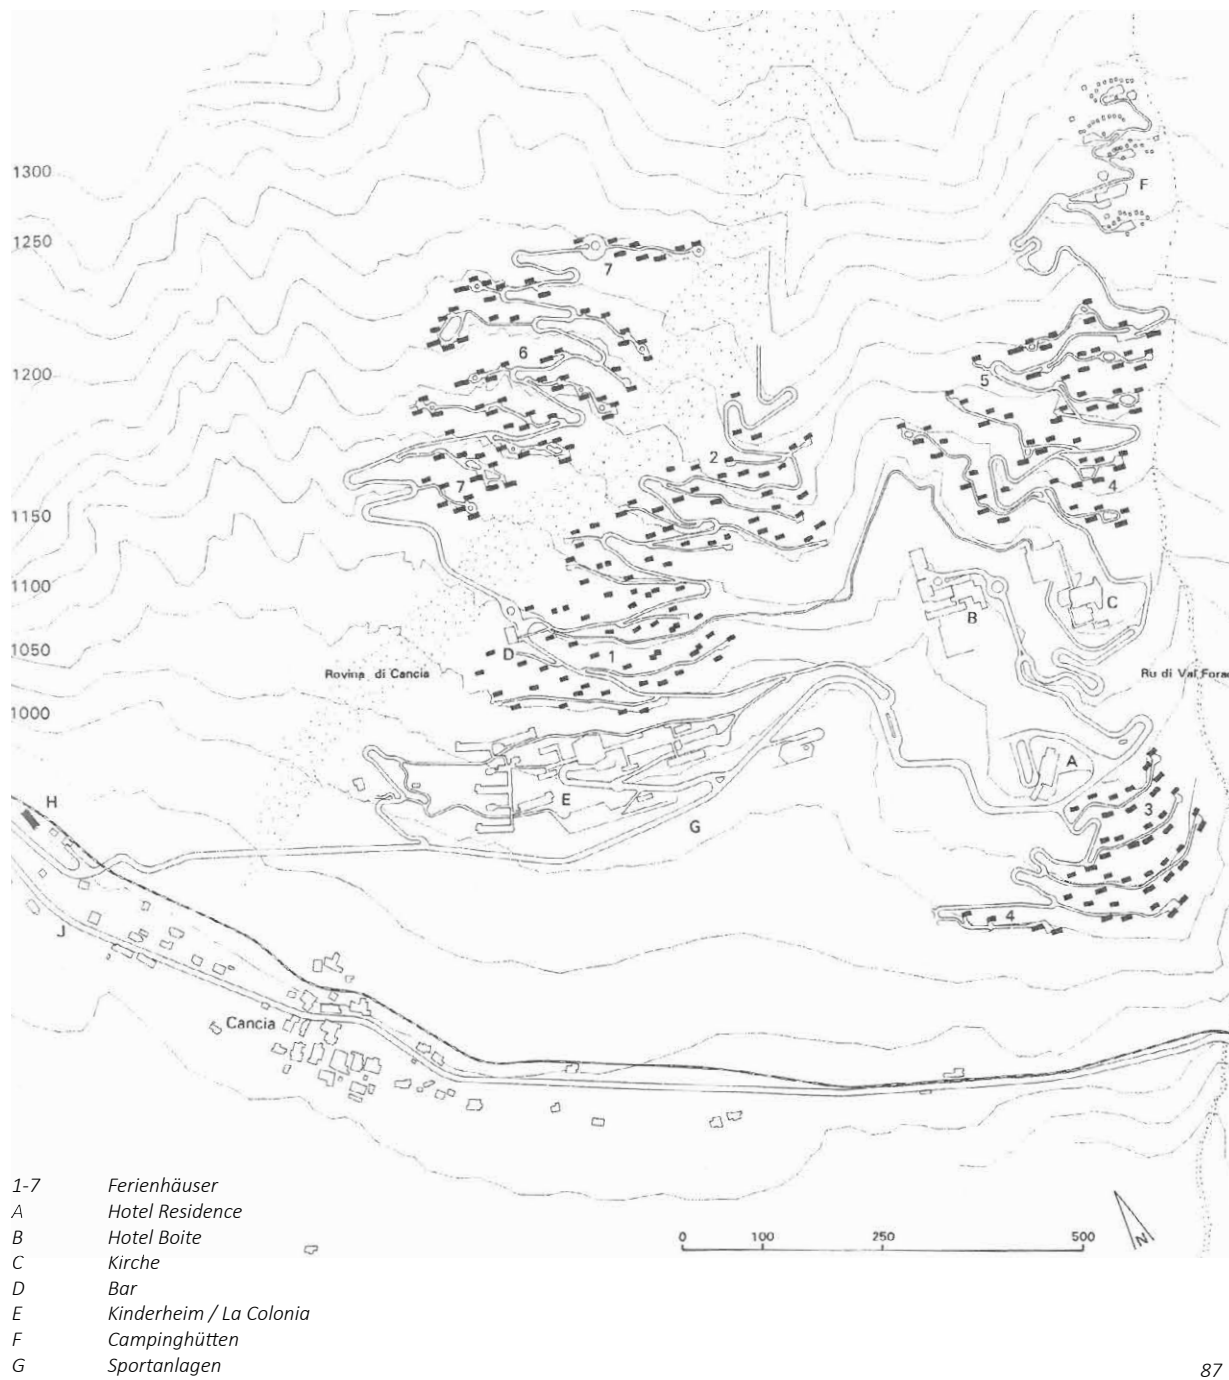 1300
F
1250
7
6
1200
5
2
7
4
1150
1100
C
B
1050
D
1
Rovina di Cancia
Ru di Val
1000
A
H
E
3
G
4
J
Cancia
1-7 Ferienhäuser
A Hotel Residence
B Hotel Boite
C Kirche
D Bar
E Kinderheim / La Colonia
F Campinghütten
G Sportanlagen
0 100 250 500
N
87